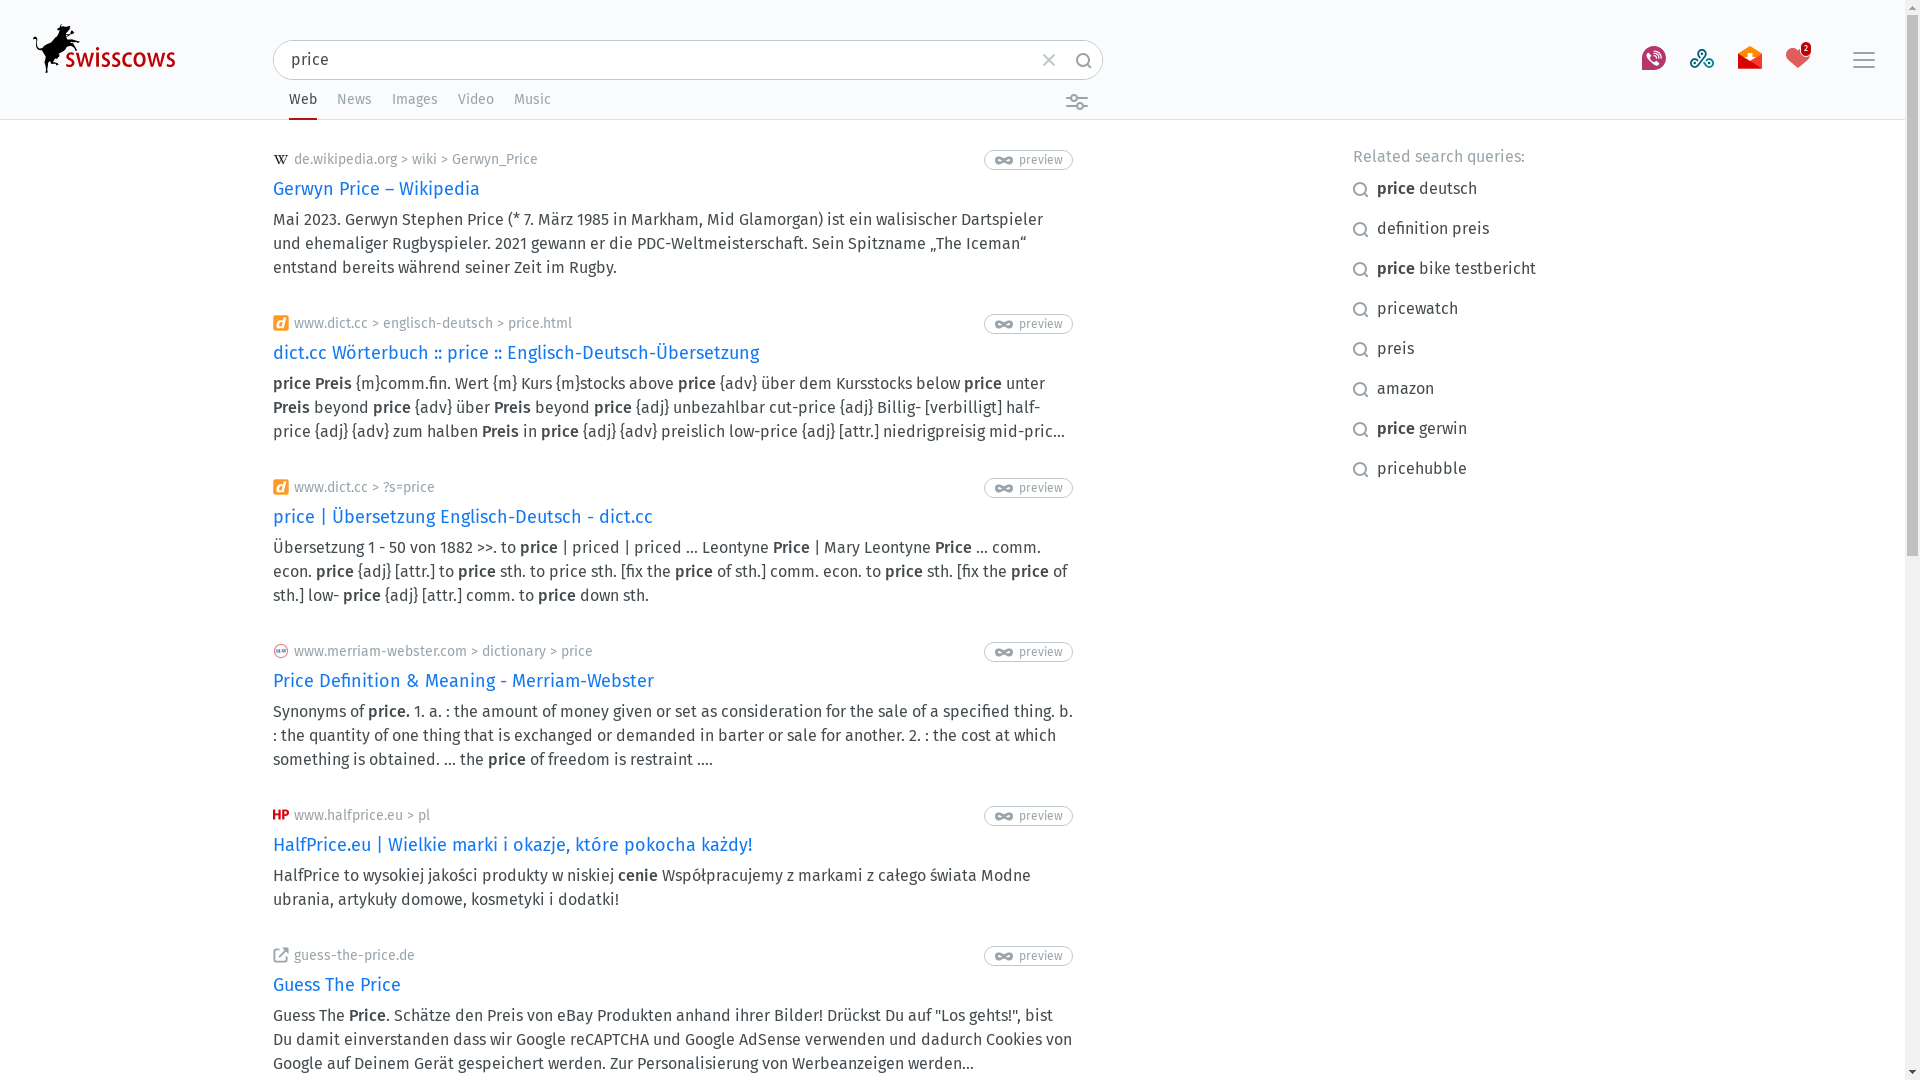 swisscows
price
2
Web News Images Video Music
de.wikipedia.org > wiki > Gerwyn_Price
preview
Gerwyn Price – Wikipedia
Mai 2023. Gerwyn Stephen Price (* 7. März 1985 in Markham, Mid Glamorgan) ist ein walisischer Dartspieler
und ehemaliger Rugbyspieler. 2021 gewann er die PDC-Weltmeisterschaft. Sein Spitzname „The Iceman“
entstand bereits während seiner Zeit im Rugby.
www.dict.cc > englisch-deutsch > price.html
preview
dict.cc Wörterbuch :: price :: Englisch-Deutsch-Übersetzung
price Preis {m}comm.fin. Wert {m} Kurs {m}stocks above price {adv} über dem Kursstocks below price unter
Preis beyond price {adv} über Preis beyond price {adj} unbezahlbar cut-price {adj} Billig- [verbilligt] half-
price {adj} {adv} zum halben Preis in price {adj} {adv} preislich low-price {adj} [attr.] niedrigpreisig mid-pric...
www.dict.cc > ?s=price
preview
price | Übersetzung Englisch-Deutsch - dict.cc
Übersetzung 1 - 50 von 1882 >>. to price | priced | priced ... Leontyne Price | Mary Leontyne Price ... comm.
econ. price {adj} [attr.] to price sth. to price sth. [fix the price of sth.] comm. econ. to price sth. [fix the price of
sth.] low- price {adj} [attr.] comm. to price down sth.
www.merriam-webster.com > dictionary > price
preview
Price Definition & Meaning - Merriam-Webster
Synonyms of price. 1. a. : the amount of money given or set as consideration for the sale of a specified thing. b.
: the quantity of one thing that is exchanged or demanded in barter or sale for another. 2. : the cost at which
something is obtained. ... the price of freedom is restraint ....
HP www.halfprice.eu > pl
preview
HalfPrice.eu | Wielkie marki i okazje, które pokocha każdy!
HalfPrice to wysokiej jakości produkty w niskiej cenie Współpracujemy z markami z całego świata Modne
ubrania, artykuły domowe, kosmetyki i dodatki!
guess-the-price.de
preview
Guess The Price
Guess The Price. Schätze den Preis von eBay Produkten anhand ihrer Bilder! Drückst Du auf "Los gehts!", bist
Du damit einverstanden dass wir Google reCAPTCHA und Google AdSense verwenden und dadurch Cookies von
Google auf Deinem Gerät gespeichert werden. Zur Personalisierung von Werbeanzeigen werden...
Related search queries:
price deutsch
definition preis
price bike testbericht
pricewatch
preis
amazon
price gerwin
pricehubble